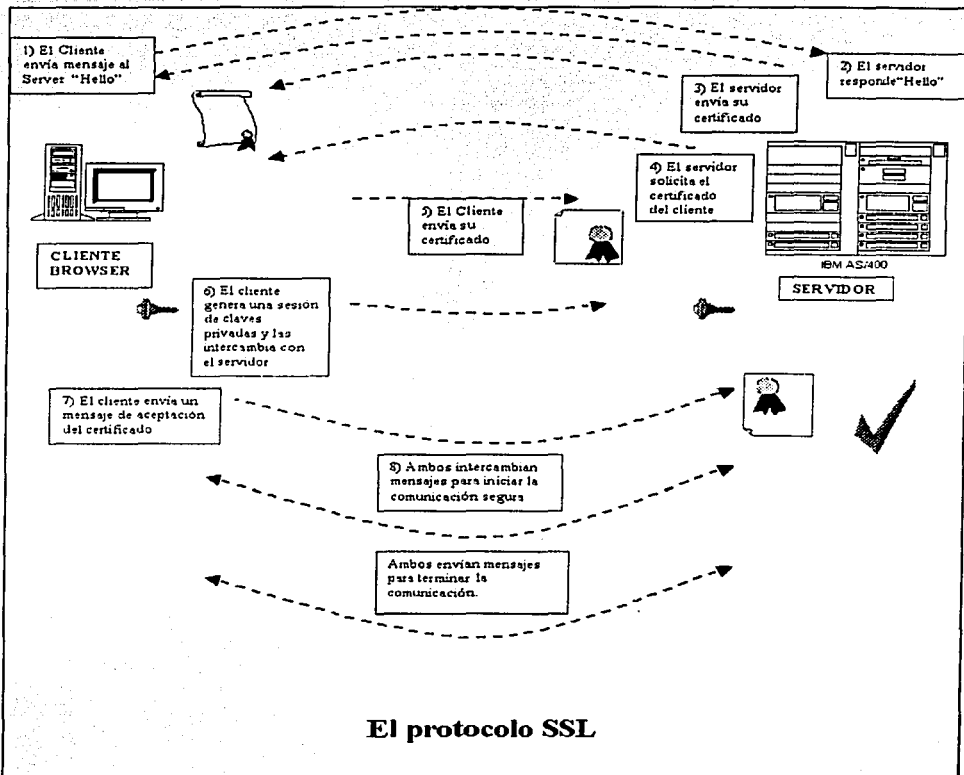 1) El Cliente
envía mensaje al
Server "Hello"
2) El servidor
responde"Hello"
3) El servidor
envía su
certificado
4) El servidor
solicita el
certificado
del cliente
5) El Cliente
envía su
certificado
CLIENTE
BROWSER
IBM AS/400
SERVIDOR
6) El cliente
genera una sesión
de claves
privadas y las
intercambia con
el servidor
7) El cliente envía un
mensaje de aceptación
del certificado
8) Ambos intercambian
mensajes para iniciar la
comunicación segura
Ambos envían mensajes
para terminar la
comunicación.
El protocolo SSL